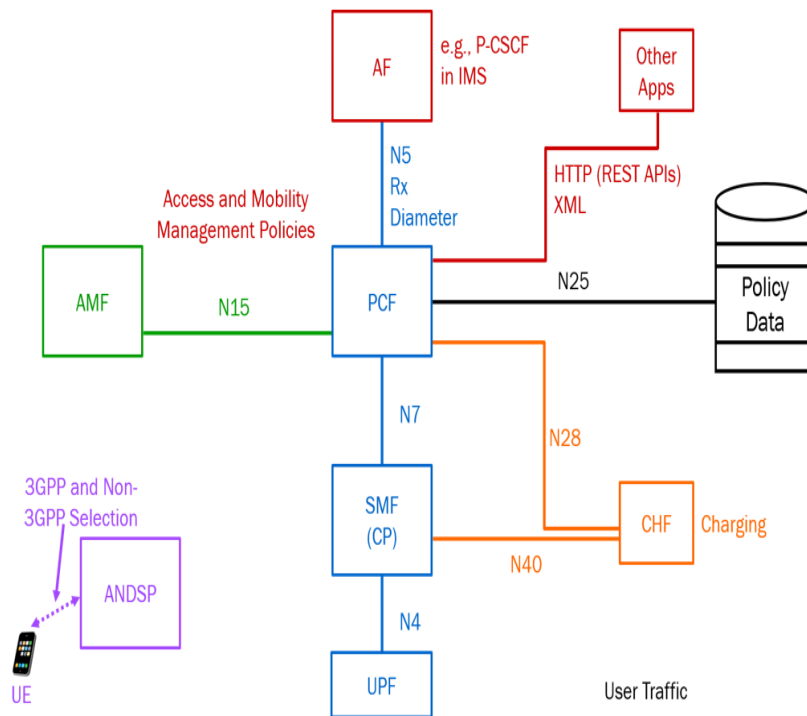 AF
e.g., P-CSCF
in IMS
Other
Apps
N5
Rx
Diameter
HTTP (REST APIs)
XML
Access and Mobility
Management Policies
AMF
N15
PCF
N25
Policy
Data
N7
N28
3GPP and Non-
3GPP Selection
SMF
(CP)
CHF
Charging
N40
ANDSP
N4
UE
UPF
User Traffic